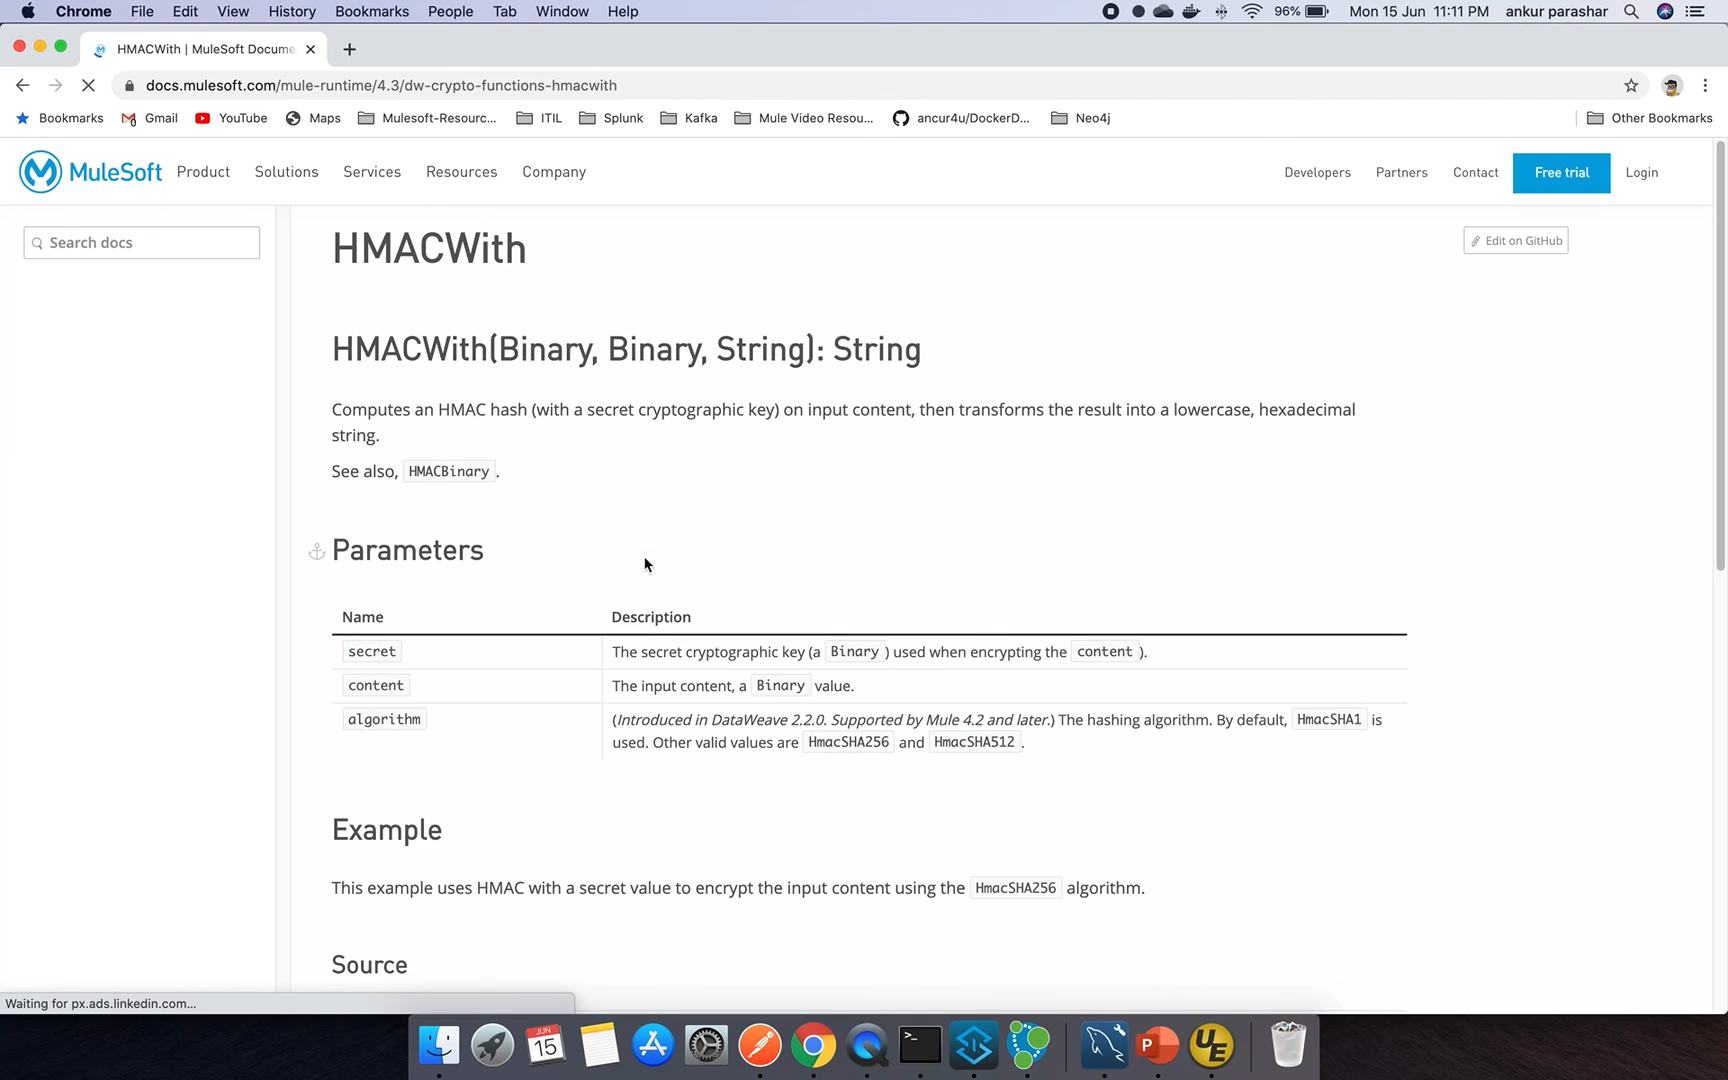 Chrome File Edit View History Bookmarks People Tab Window Help 96% Mon 15 Jun 11:11 PM ankur parashar
HMACWith | MuleSoft Docume
docs.mulesoft.com/mule-runtime/4.3/dw-crypto-functions-hmacwith
Bookmarks Gmail YouTube Maps Mulesoft-Resourc... ITIL Splunk Kafka Mule Video Resou... ancur4u/DockerD... Neo4j Other Bookmarks
MuleSoft Product Solutions Services Resources Company Developers Partners Contact Free trial Login
Search docs
HMACWith
Edit on GitHub
HMACWith(Binary, Binary, String): String
Computes an HMAC hash (with a secret cryptographic key) on input content, then transforms the result into a lowercase, hexadecimal
string.
See also, HMACBinary.
Parameters
Name Description
secret The secret cryptographic key (a Binary ) used when encrypting the content ).
content The input content, a Binary value.
algorithm (Introduced in DataWeave 2.2.0. Supported by Mule 4.2 and later.) The hashing algorithm. By default, HmacSHA1 is
used. Other valid values are HmacSHA256 and HmacSHA512.
Example
This example uses HMAC with a secret value to encrypt the input content using the HmacSHA256 algorithm.
Source
Waiting for px.ads.linkedin.com...
JUN
15
>_
P
UE